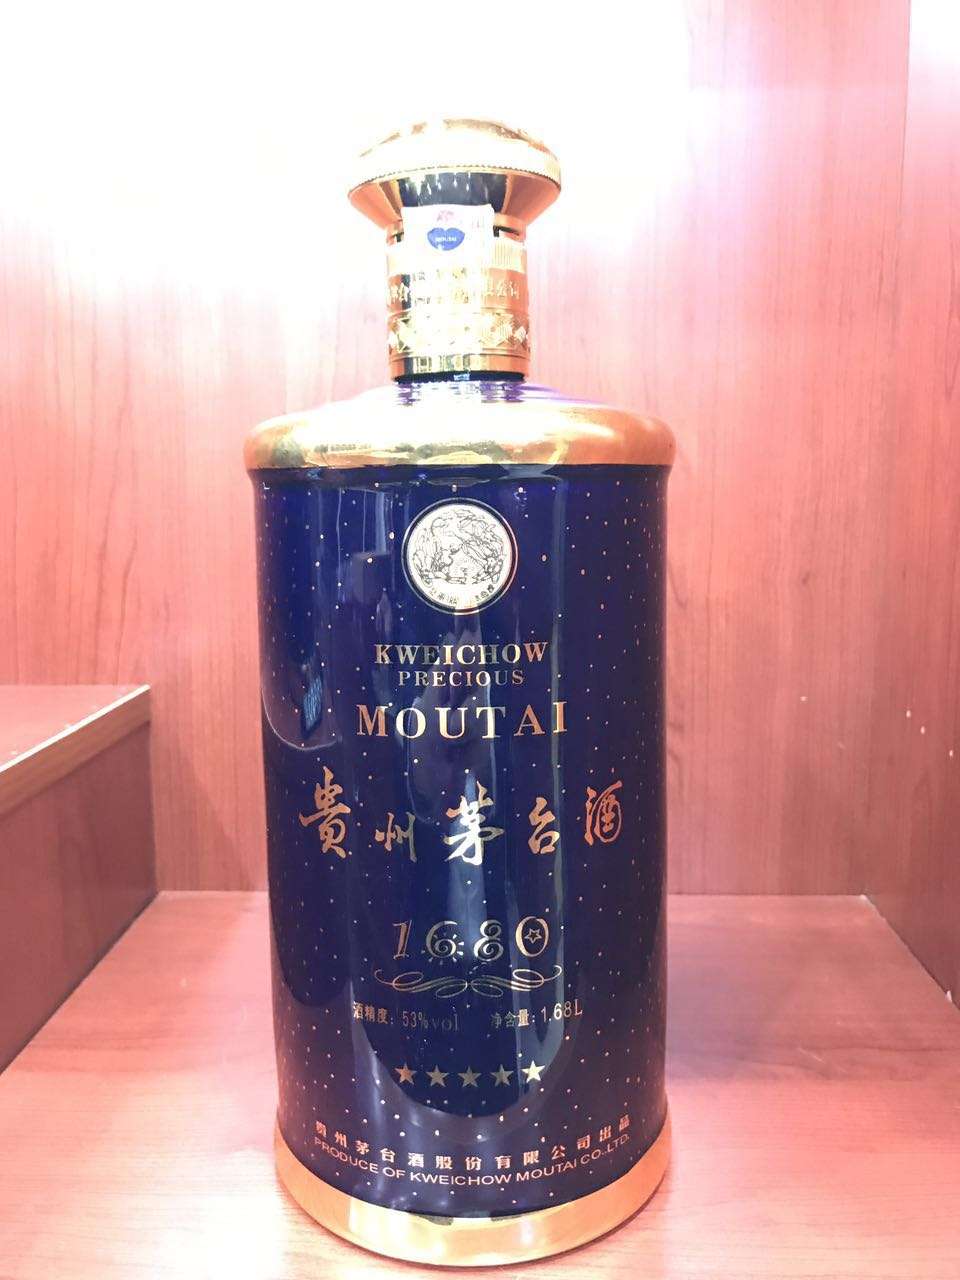 KWEICHOW
PRECIOUS
MOUTAI
貴州茅台酒
1680
酒精度: 53%vol 净含量: 1.68L
贵州茅台酒股份有限公司出品
PRODUCE OF KWEICHOW MOUTAI CO.,LTD.